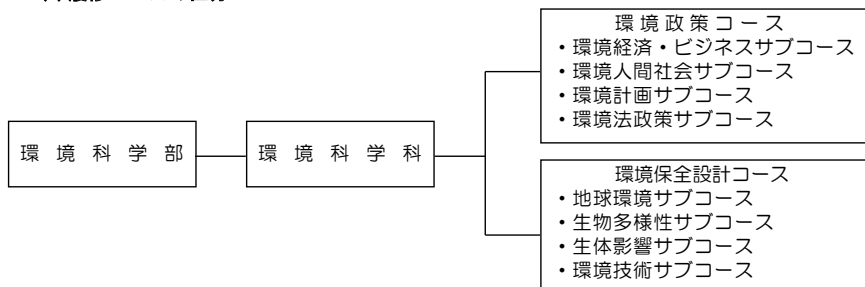 環境政策コース
・環境経済・ビジネスサブコース
・環境人間社会サブコース
・環境計画サブコース
・環境法政策サブコース
環境科学部
環境科学科
環境保全設計コース
・地球環境サブコース
・生物多様性サブコース
・生体影響サブコース
・環境技術サブコース